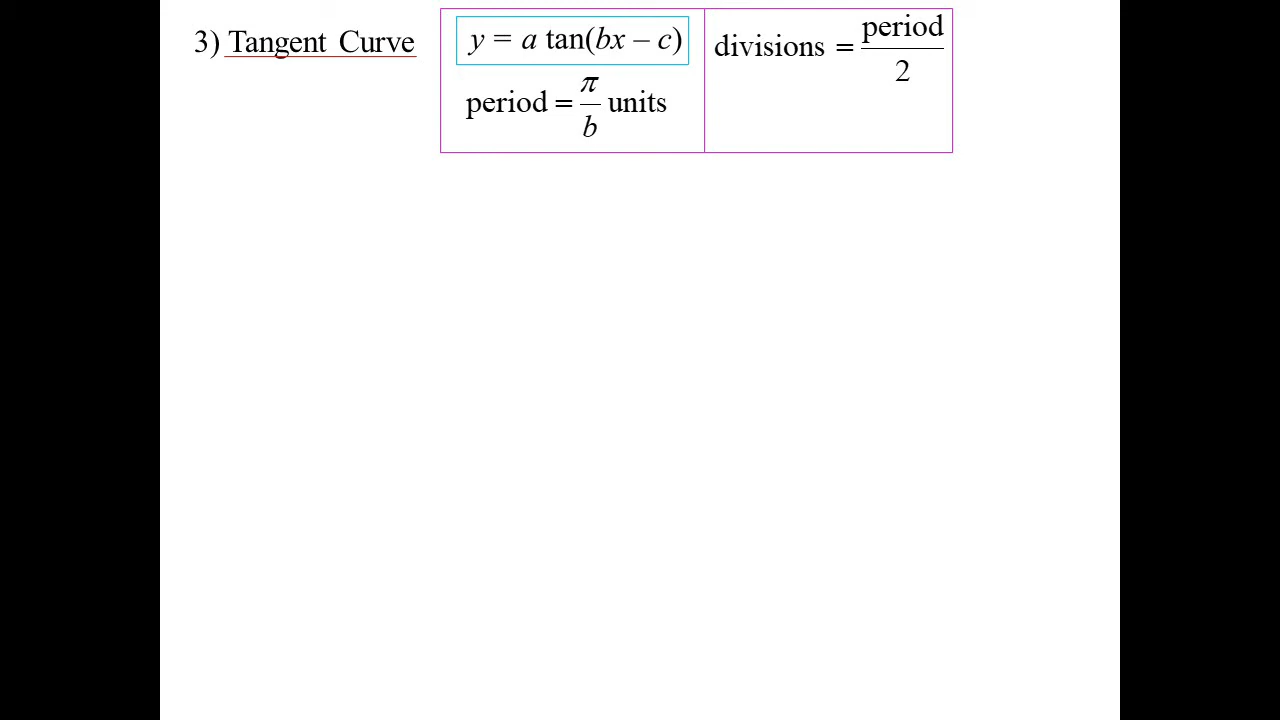 3) Tangent Curve
y = a tan(bx – c)
period = π/b units
divisions = period/2